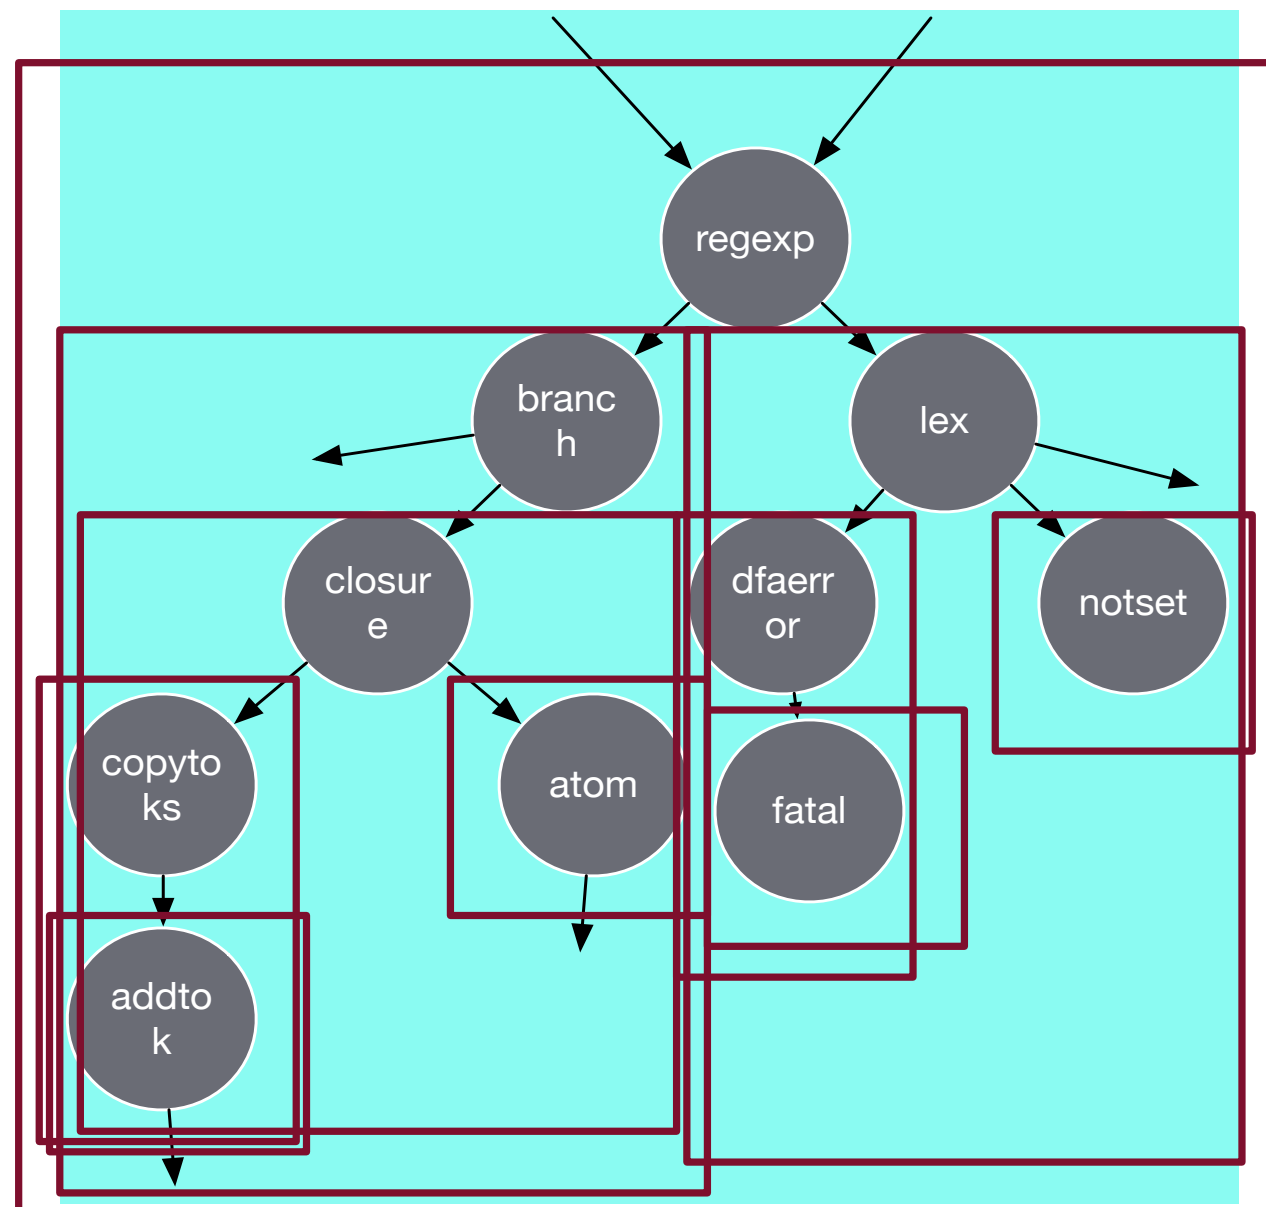 regexp
branc
h
lex
closur
e
dfaerr
or
notset
copyto
ks
atom
fatal
addto
k